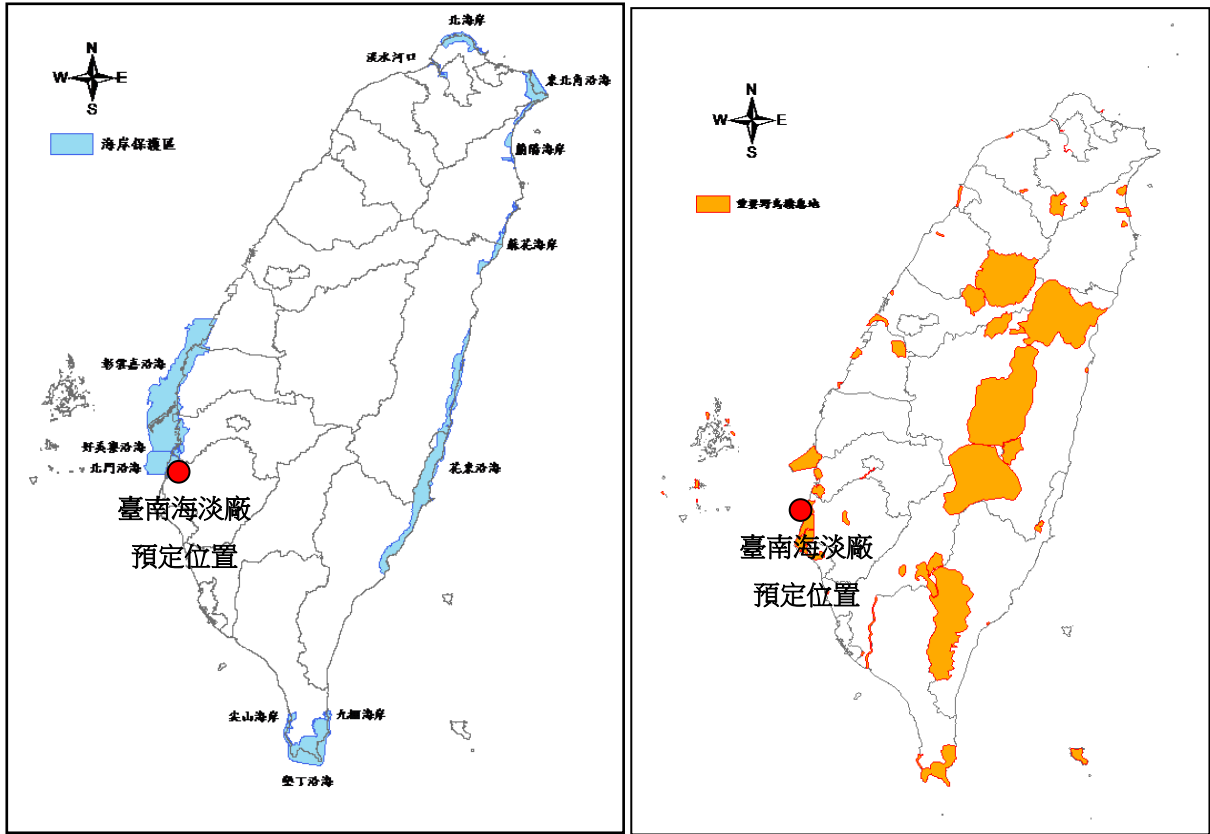 N
W E
S
海岸保護區
北海岸
淡水河口
東北角沿海
蘭陽海岸
蘇花海岸
彰雲嘉沿海
好美寮沿海
北門沿海
花東沿海
臺南海淡廠
預定位置
尖山海岸
九棚海岸
墾丁沿海
N
W E
S
重要野鳥棲息地
臺南海淡廠
預定位置